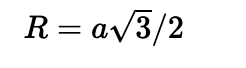 R = a√3/2